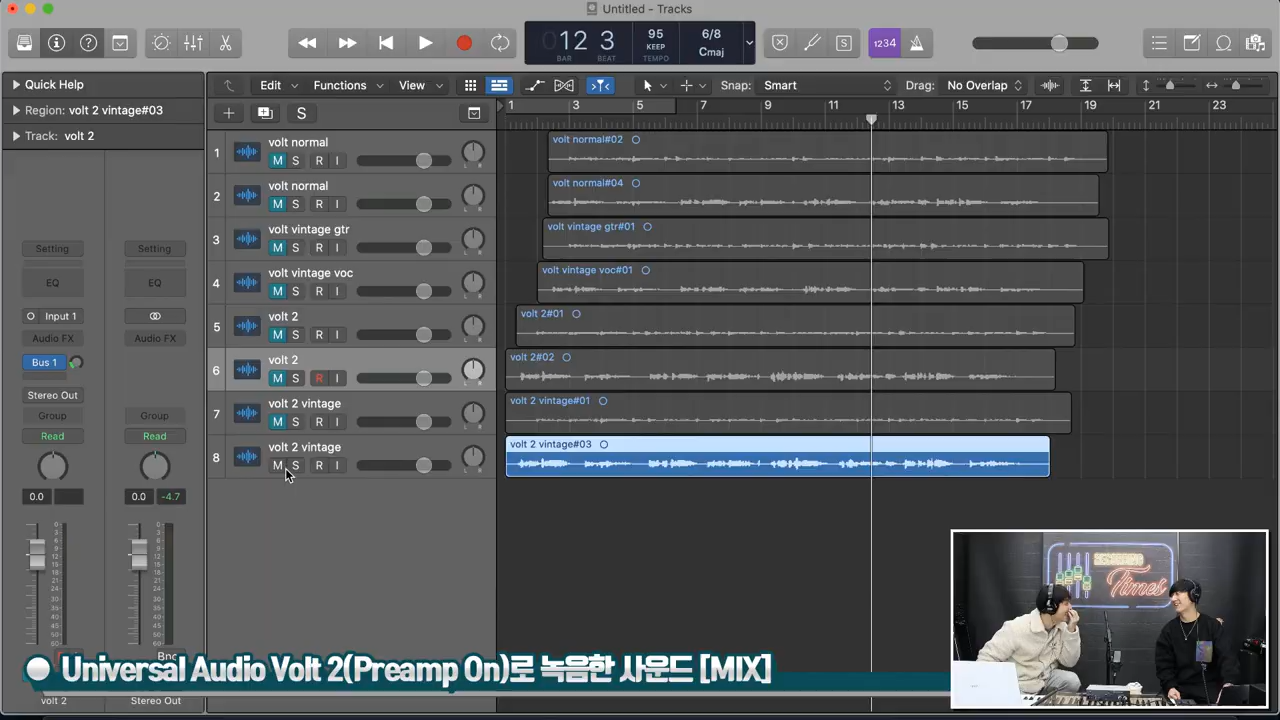 Untitled - Tracks
012 3
BAR BEAT
95
KEEP
TEMPO
6/8
Cmaj
1234
Quick Help
Region: volt 2 vintage#03
Track: volt 2
Edit Functions View
Snap: Smart
Drag: No Overlap
S
1 3 5 7 9 11 13 15 17 19 21 23
1 volt normal
M S R I
volt normal#02
2 volt normal
M S R I
volt normal#04
3 volt vintage gtr
M S R I
volt vintage gtr#01
4 volt vintage voc
M S R I
volt vintage voc#01
5 volt 2
M S R I
volt 2#01
6 volt 2
M S R I
volt 2#02
7 volt 2 vintage
M S R I
volt 2 vintage#01
8 volt 2 vintage
M S R I
volt 2 vintage#03
Setting Setting
EQ EQ
Input 1
Audio FX Audio FX
Bus 1
Stereo Out
Group Group
Read Read
0.0 0.0 -4.7
Bnc
Times
Universal Audio Volt 2(Preamp On)로 녹음한 사운드 [MIX]
volt 2 Stereo Out